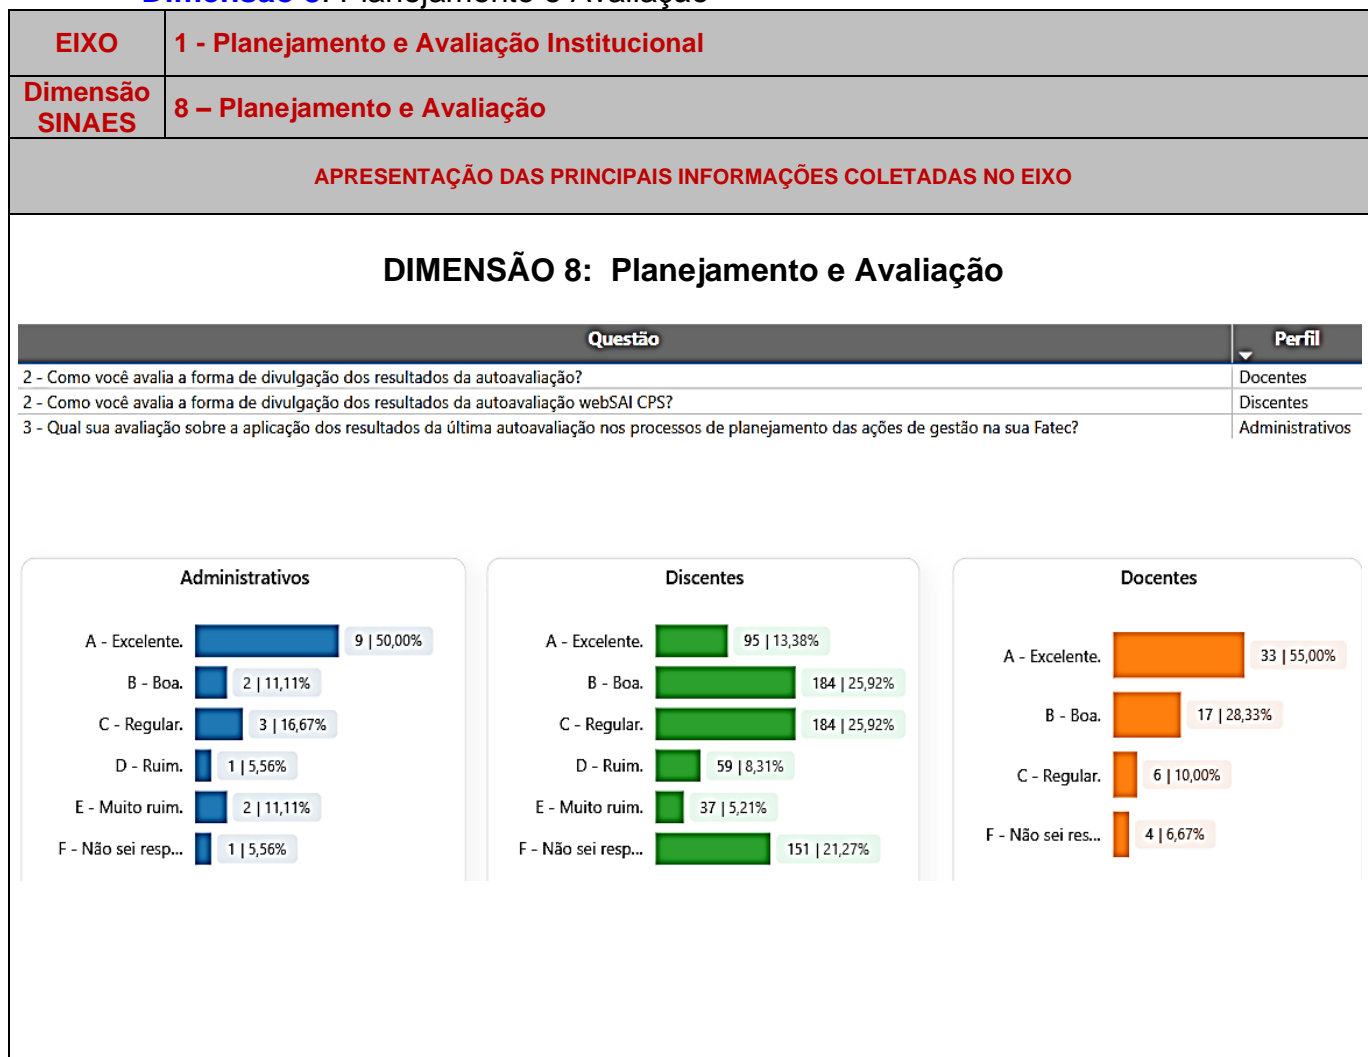 Dimensão 8: Planejamento e Avaliação
EIXO 1 - Planejamento e Avaliação Institucional
Dimensão SINAES 8 – Planejamento e Avaliação
APRESENTAÇÃO DAS PRINCIPAIS INFORMAÇÕES COLETADAS NO EIXO
DIMENSÃO 8: Planejamento e Avaliação
Questão Perfil
2 - Como você avalia a forma de divulgação dos resultados da autoavaliação? Docentes
2 - Como você avalia a forma de divulgação dos resultados da autoavaliação webSAI CPS? Discentes
3 - Qual sua avaliação sobre a aplicação dos resultados da última autoavaliação nos processos de planejamento das ações de gestão na sua Fatec? Administrativos
Administrativos
A - Excelente. 9 | 50,00%
B - Boa. 2 | 11,11%
C - Regular. 3 | 16,67%
D - Ruim. 1 | 5,56%
E - Muito ruim. 2 | 11,11%
F - Não sei resp... 1 | 5,56%
Discentes
A - Excelente. 95 | 13,38%
B - Boa. 184 | 25,92%
C - Regular. 184 | 25,92%
D - Ruim. 59 | 8,31%
E - Muito ruim. 37 | 5,21%
F - Não sei resp... 151 | 21,27%
Docentes
A - Excelente. 33 | 55,00%
B - Boa. 17 | 28,33%
C - Regular. 6 | 10,00%
F - Não sei res... 4 | 6,67%